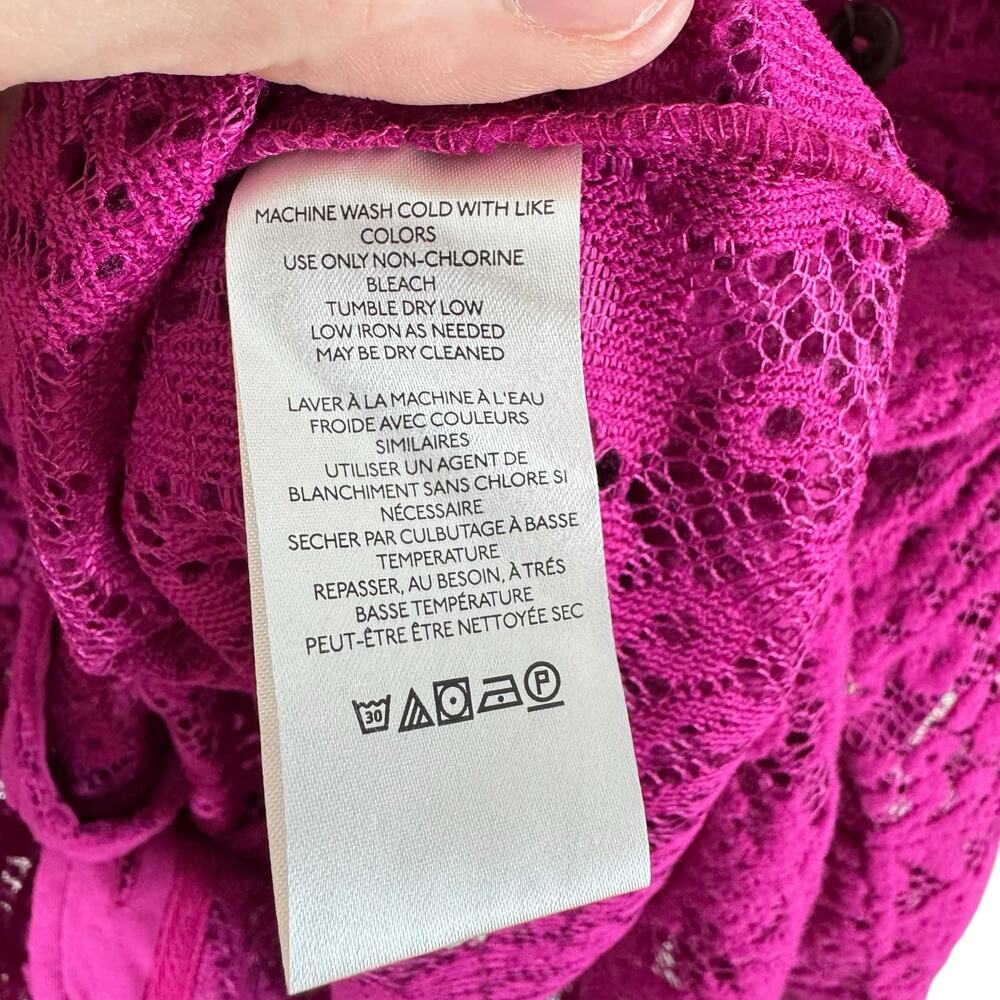 MACHINE WASH COLD WITH LIKE
COLORS
USE ONLY NON-CHLORINE
BLEACH
TUMBLE DRY LOW
LOW IRON AS NEEDED
MAY BE DRY CLEANED
LAVER À LA MACHINE À L'EAU
FROIDE AVEC COULEURS
SIMILAIRES
UTILISER UN AGENT DE
BLANCHIMENT SANS CHLORE SI
NÉCESSAIRE
SECHER PAR CULBUTAGE À BASSE
TEMPERATURE
REPASSER, AU BESOIN, À TRÉS
BASSE TEMPÉRATURE
PEUT-ÊTRE ÊTRE NETTOYÉE SEC
30 P